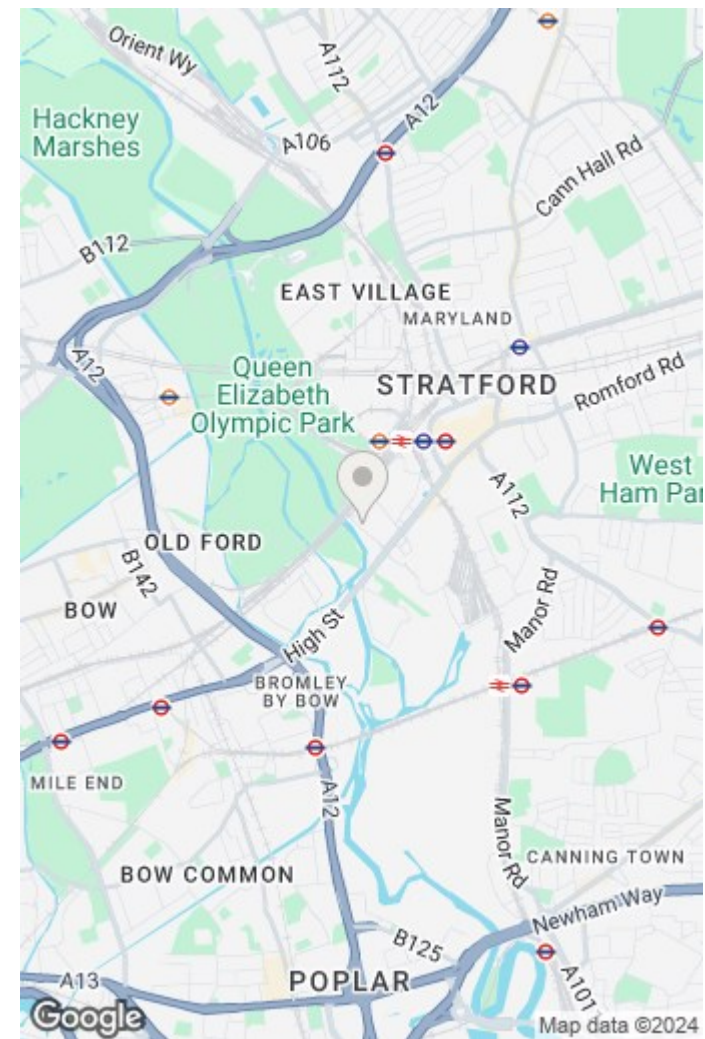 Orient Wy
A112
A12
Hackney
Marshes
A106
Cann Hall Rd
B112
EAST VILLAGE
MARYLAND
A12
Queen
Elizabeth
Olympic Park
STRATFORD
Romford Rd
West
Ham Par
A112
OLD FORD
B142
BOW
Manor Rd
High St
BROMLEY
BY BOW
MILE END
A12
Manor Rd
CANNING TOWN
BOW COMMON
Newham Way
B125
A13
POPLAR
A1011
Google
Map data ©2024